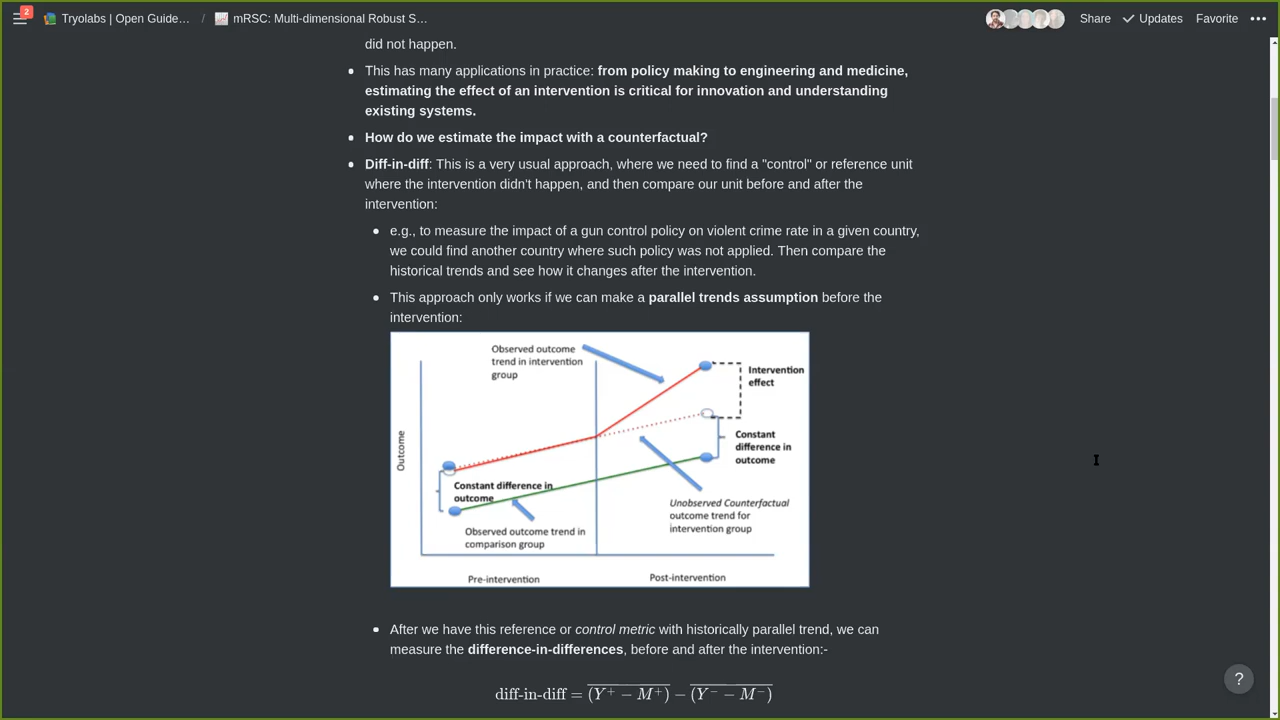 2
Tryolabs | Open Guide… / mRSC: Multi-dimensional Robust S…
Share Updates Favorite
did not happen.
This has many applications in practice: from policy making to engineering and medicine,
estimating the effect of an intervention is critical for innovation and understanding
existing systems.
How do we estimate the impact with a counterfactual?
Diff-in-diff: This is a very usual approach, where we need to find a "control" or reference unit
where the intervention didn't happen, and then compare our unit before and after the
intervention:
e.g., to measure the impact of a gun control policy on violent crime rate in a given country,
we could find another country where such policy was not applied. Then compare the
historical trends and see how it changes after the intervention.
This approach only works if we can make a parallel trends assumption before the
intervention:
Observed outcome
trend in intervention
group
Intervention
effect
Outcome
Constant
difference in
outcome
Constant difference in
outcome
Unobserved Counterfactual
outcome trend for
intervention group
Observed outcome trend in
comparison group
Pre-intervention
Post-intervention
After we have this reference or control metric with historically parallel trend, we can
measure the difference-in-differences, before and after the intervention:-
diff-in-diff = \overline{(Y⁺ − M⁺)} − \overline{(Y⁻ − M⁻)}
?